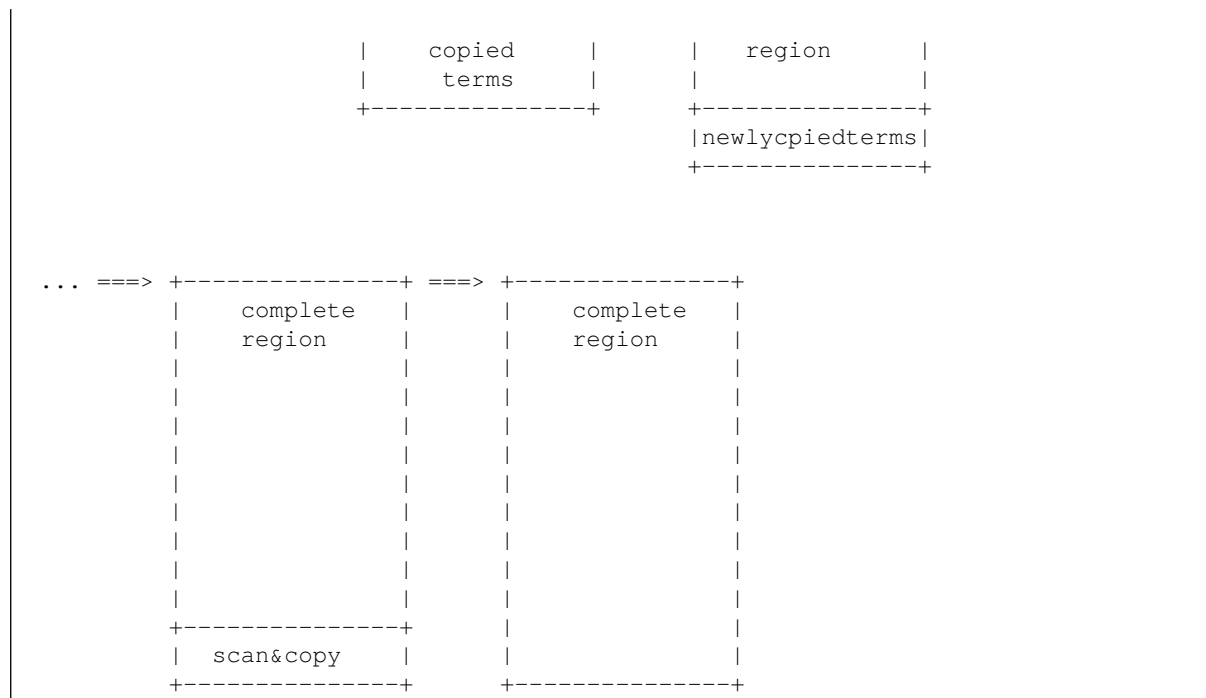 |     copied     |     |   region      |
|      terms     |     |               |
+---------------+      +---------------+
|newlycpiedterms|
+---------------+
... ===> +---------------+ ===> +---------------+
|    complete   |      |    complete   |
|    region     |      |    region     |
|               |      |               |
|               |      |               |
|               |      |               |
|               |      |               |
|               |      |               |
|               |      |               |
|               |      |               |
|               |      |               |
|               |      |               |
+---------------+      |               |
|  scan&copy    |      |               |
+---------------+      +---------------+